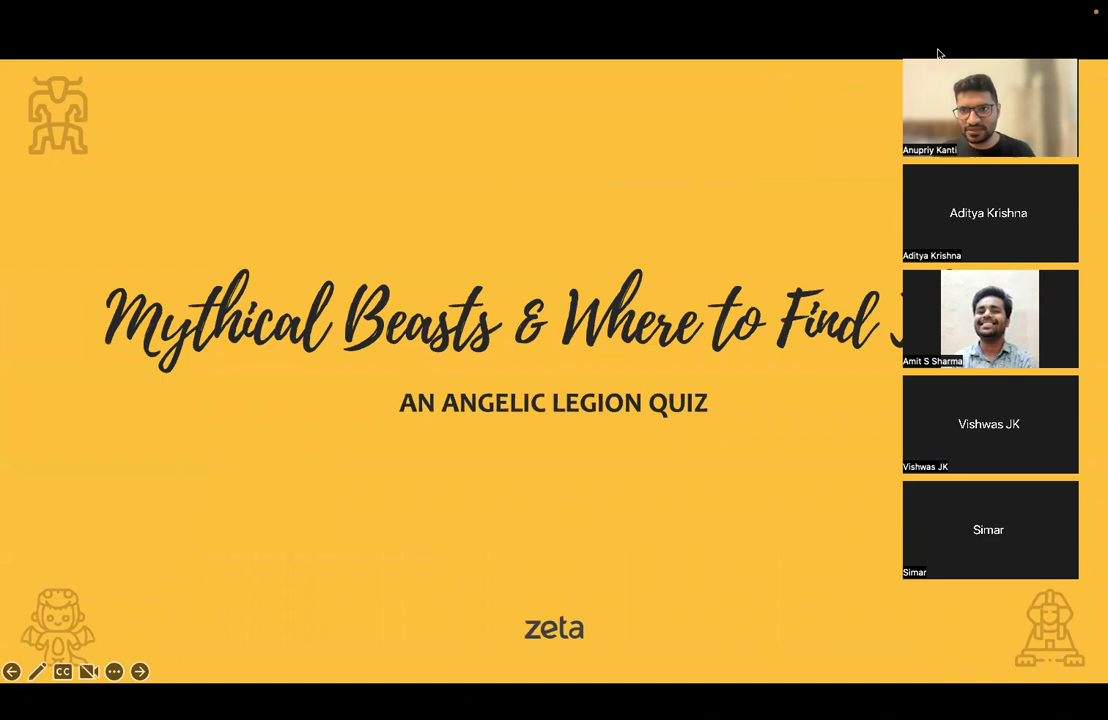 Mythical Beasts & Where to Find
AN ANGELIC LEGION QUIZ
zeta
CC
Anupriy Kanti
Aditya Krishna
Aditya Krishna
Amit S Sharma
Vishwas JK
Vishwas JK
Simar
Simar